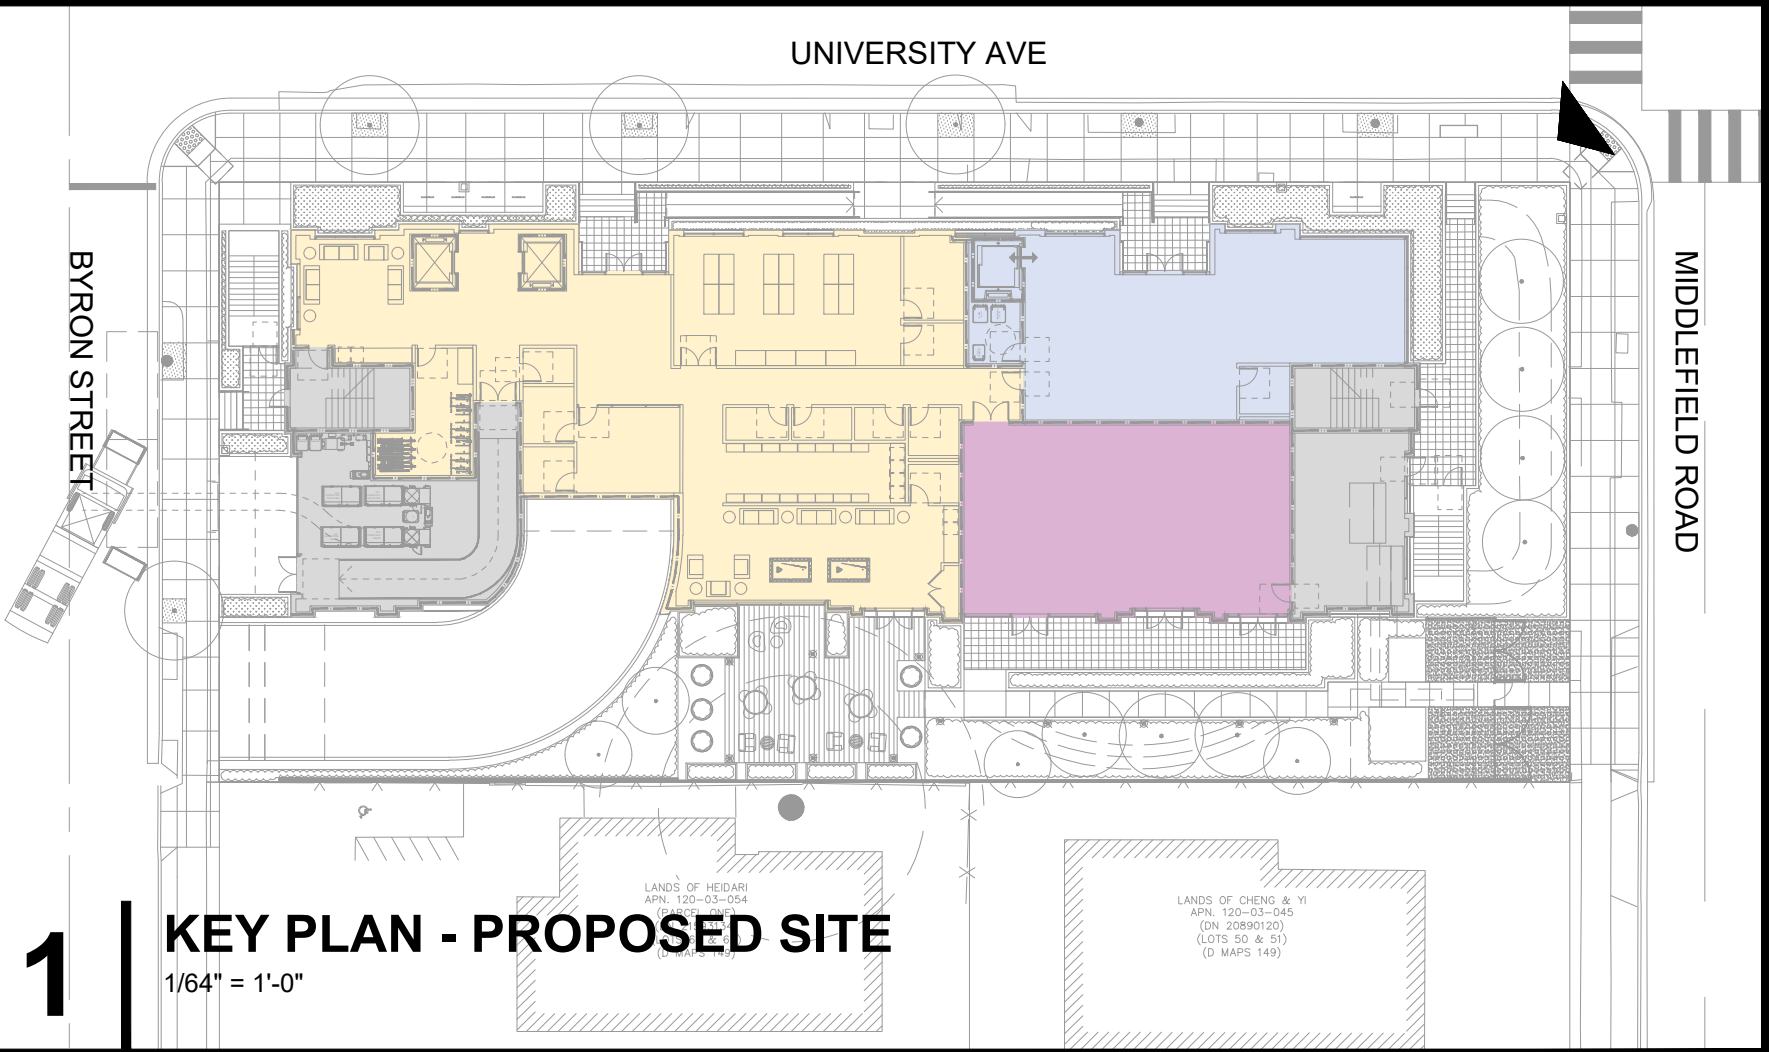 UNIVERSITY AVE
BYRON STREET
MIDDLEFIELD ROAD
LANDS OF HEIDARI
APN. 120-03-054
(PARCEL ONE)
& 
(D MAPS 149)
LANDS OF CHENG & YI
APN. 120-03-045
(DN 20890120)
(LOTS 50 & 51)
(D MAPS 149)
1
KEY PLAN - PROPOSED SITE
1/64" = 1'-0"